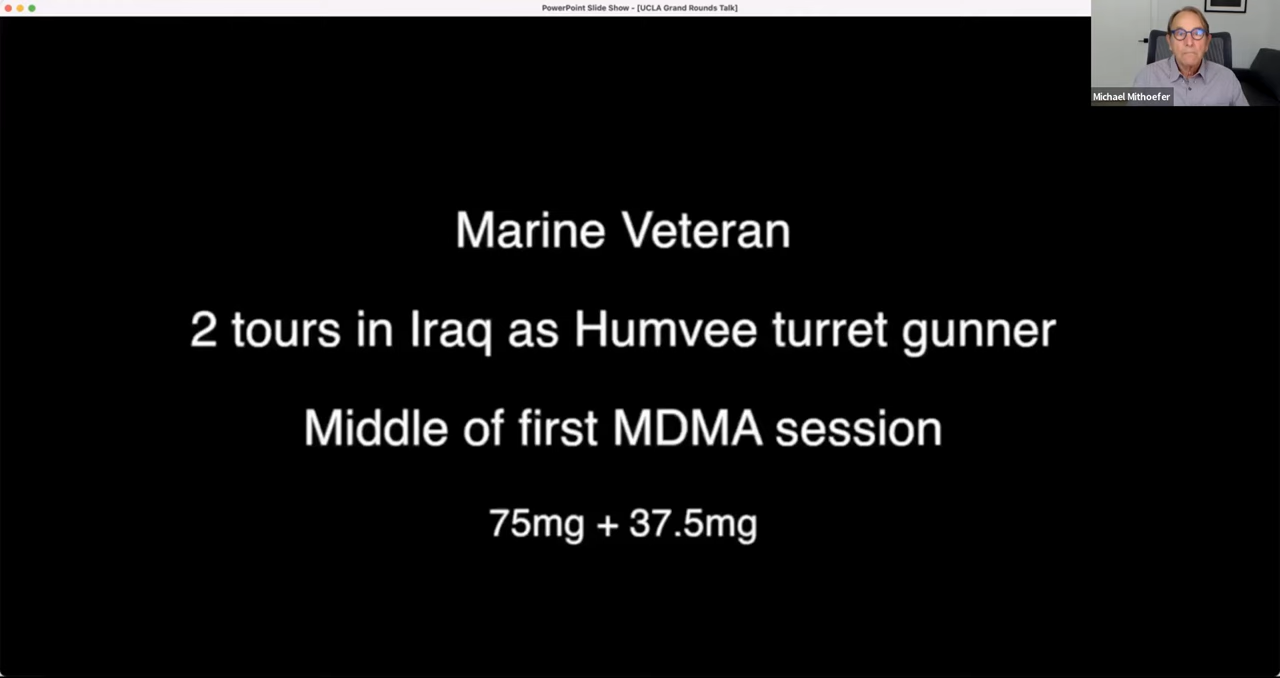 PowerPoint Slide Show - [UCLA Grand Rounds Talk]
Michael Mithoefer
Marine Veteran
2 tours in Iraq as Humvee turret gunner
Middle of first MDMA session
75mg + 37.5mg